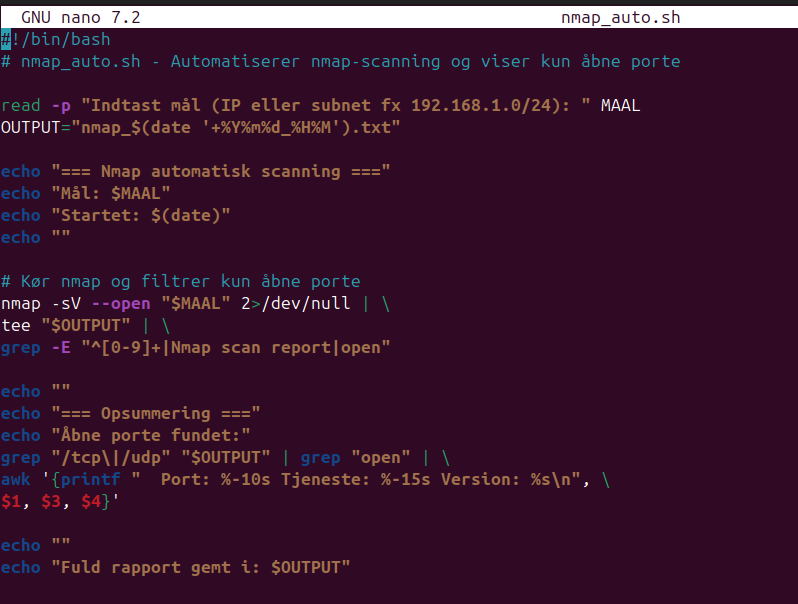 GNU nano 7.2 nmap_auto.sh
#!/bin/bash
# nmap_auto.sh - Automatiserer nmap-scanning og viser kun åbne porte
read -p "Indtast mål (IP eller subnet fx 192.168.1.0/24): " MAAL
OUTPUT="nmap_$(date '+%Y%m%d_%H%M').txt"
echo "=== Nmap automatisk scanning ==="
echo "Mål: $MAAL"
echo "Startet: $(date)"
echo ""
# Kør nmap og filtrer kun åbne porte
nmap -sV --open "$MAAL" 2>/dev/null | \
tee "$OUTPUT" | \
grep -E "^[0-9]+|Nmap scan report|open"
echo ""
echo "=== Opsummering ==="
echo "Åbne porte fundet:"
grep "/tcp\|/udp" "$OUTPUT" | grep "open" | \
awk '{printf "  Port: %-10s Tjeneste: %-15s Version: %s\n", \
$1, $3, $4}'
echo ""
echo "Fuld rapport gemt i: $OUTPUT"